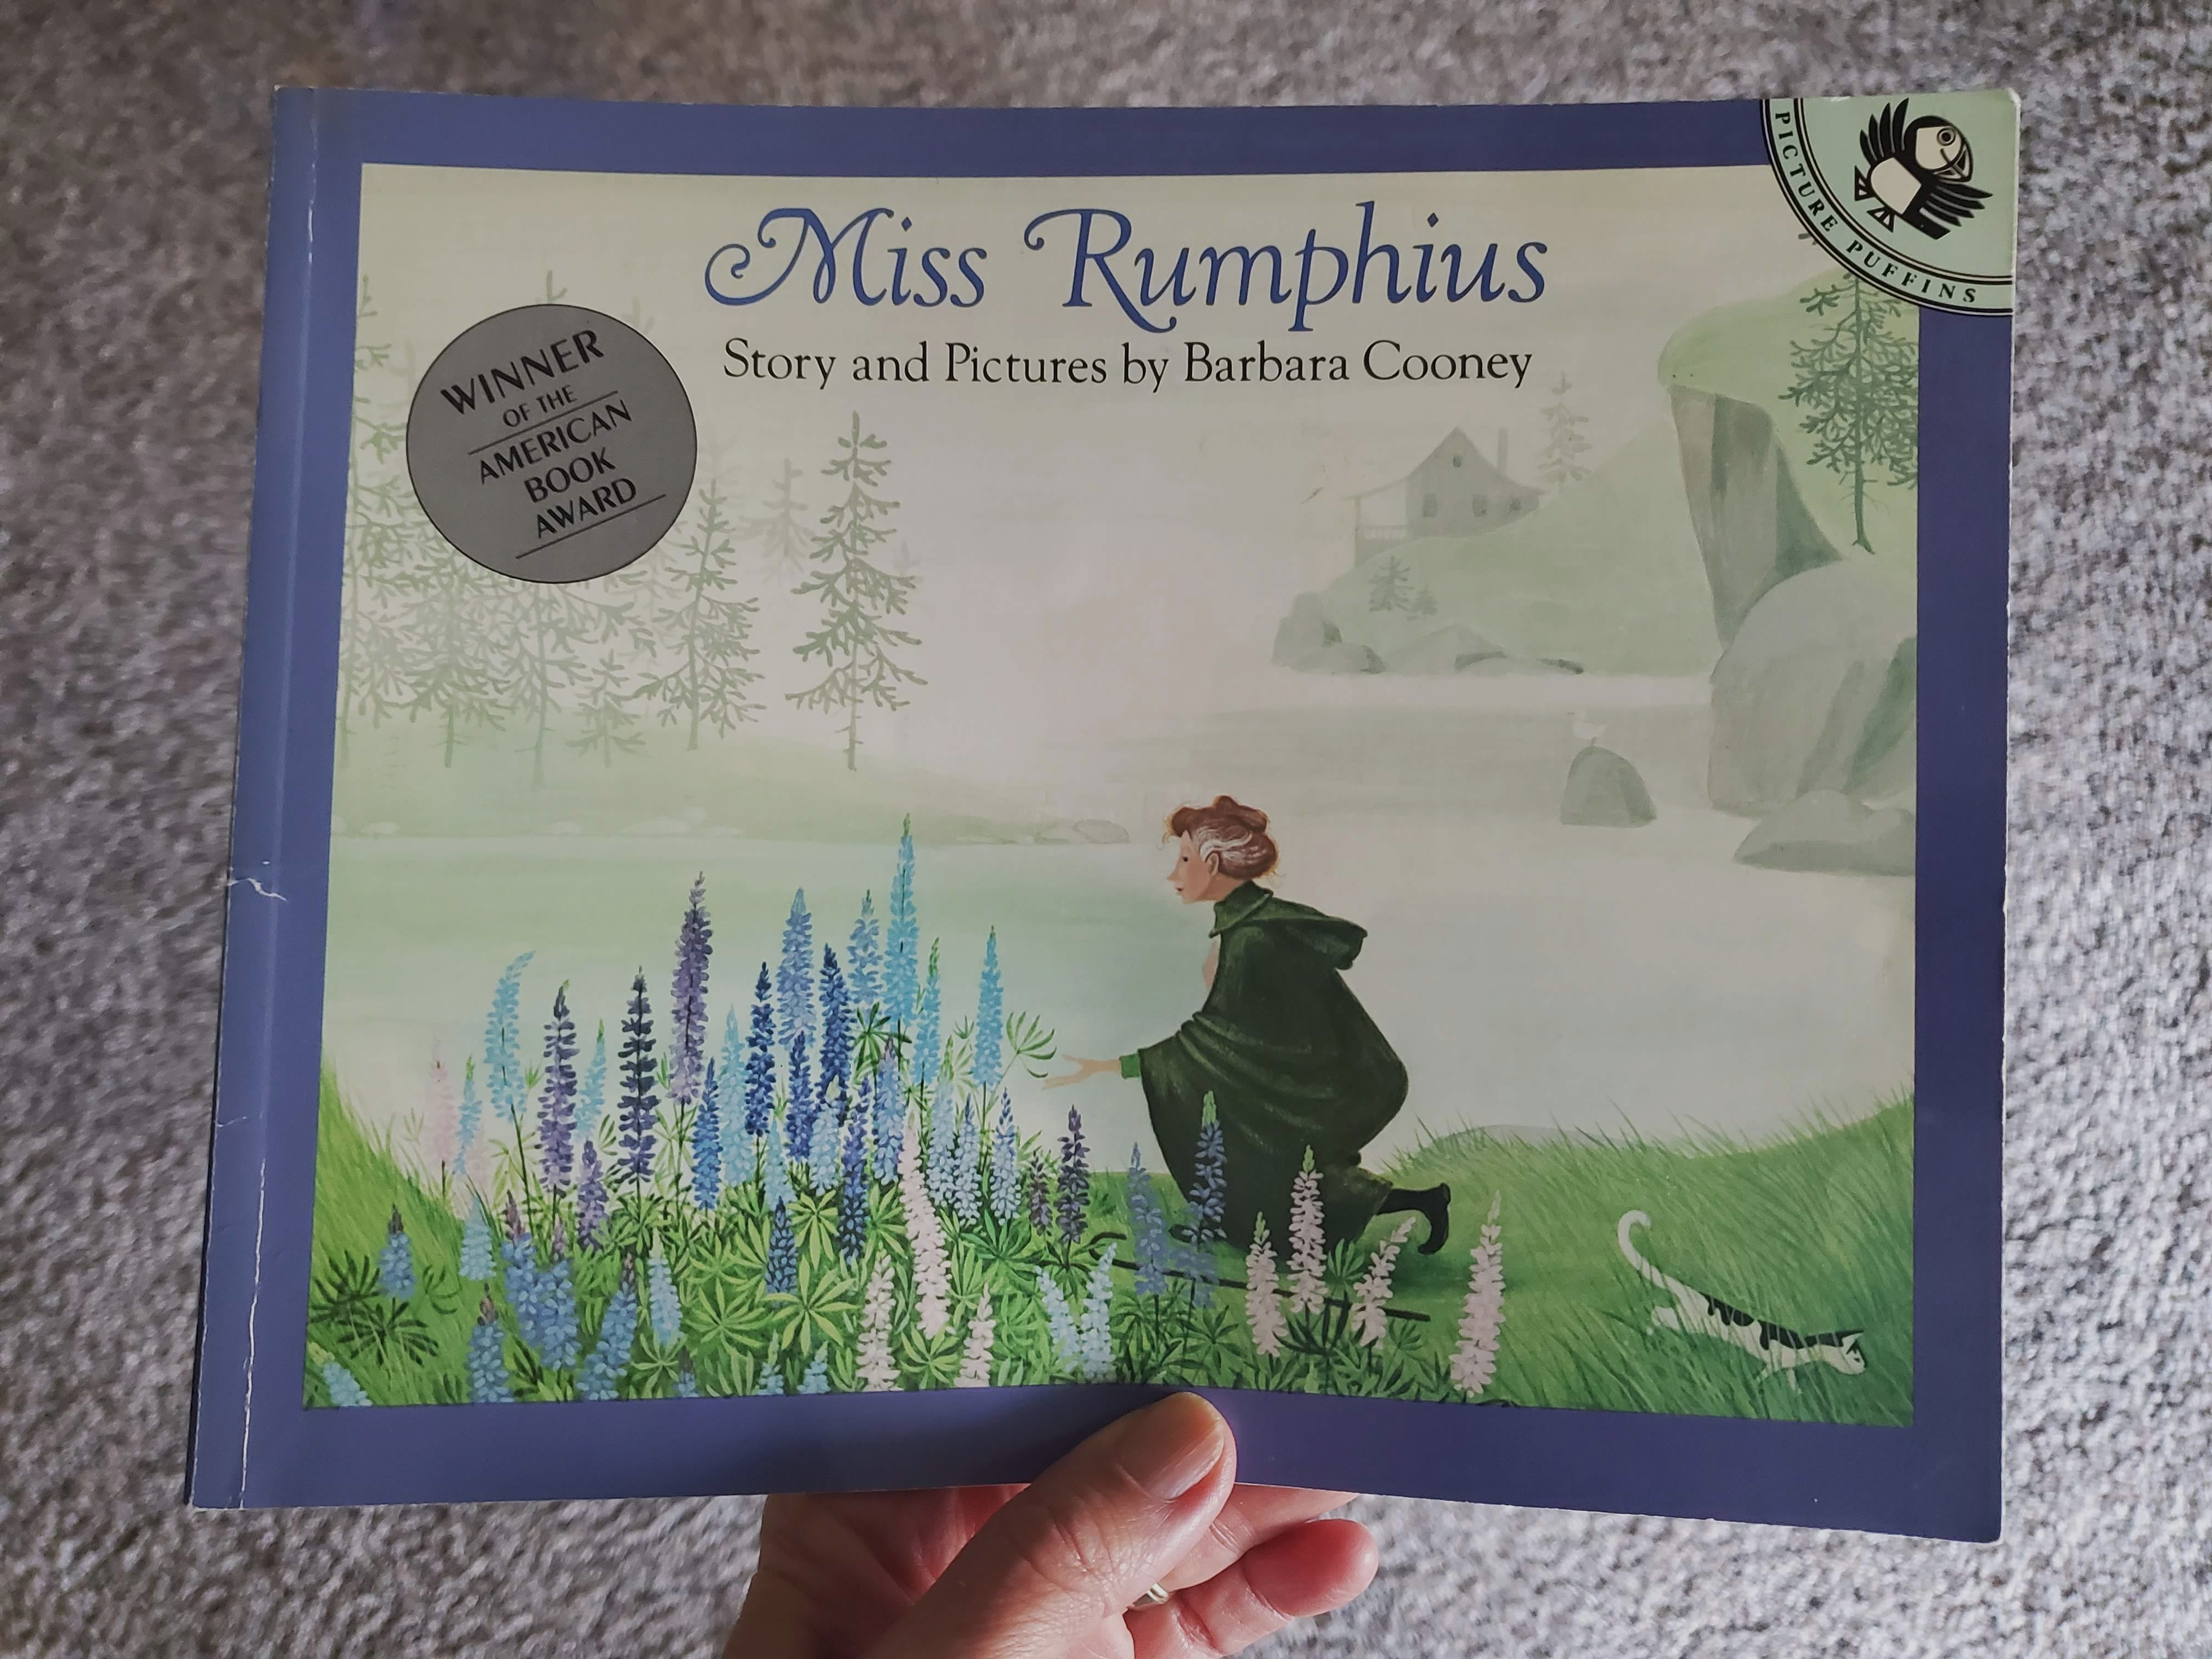 Miss Rumphius
Story and Pictures by Barbara Cooney
WINNER
OF THE
AMERICAN
BOOK
AWARD
PICTURE PUFFINS